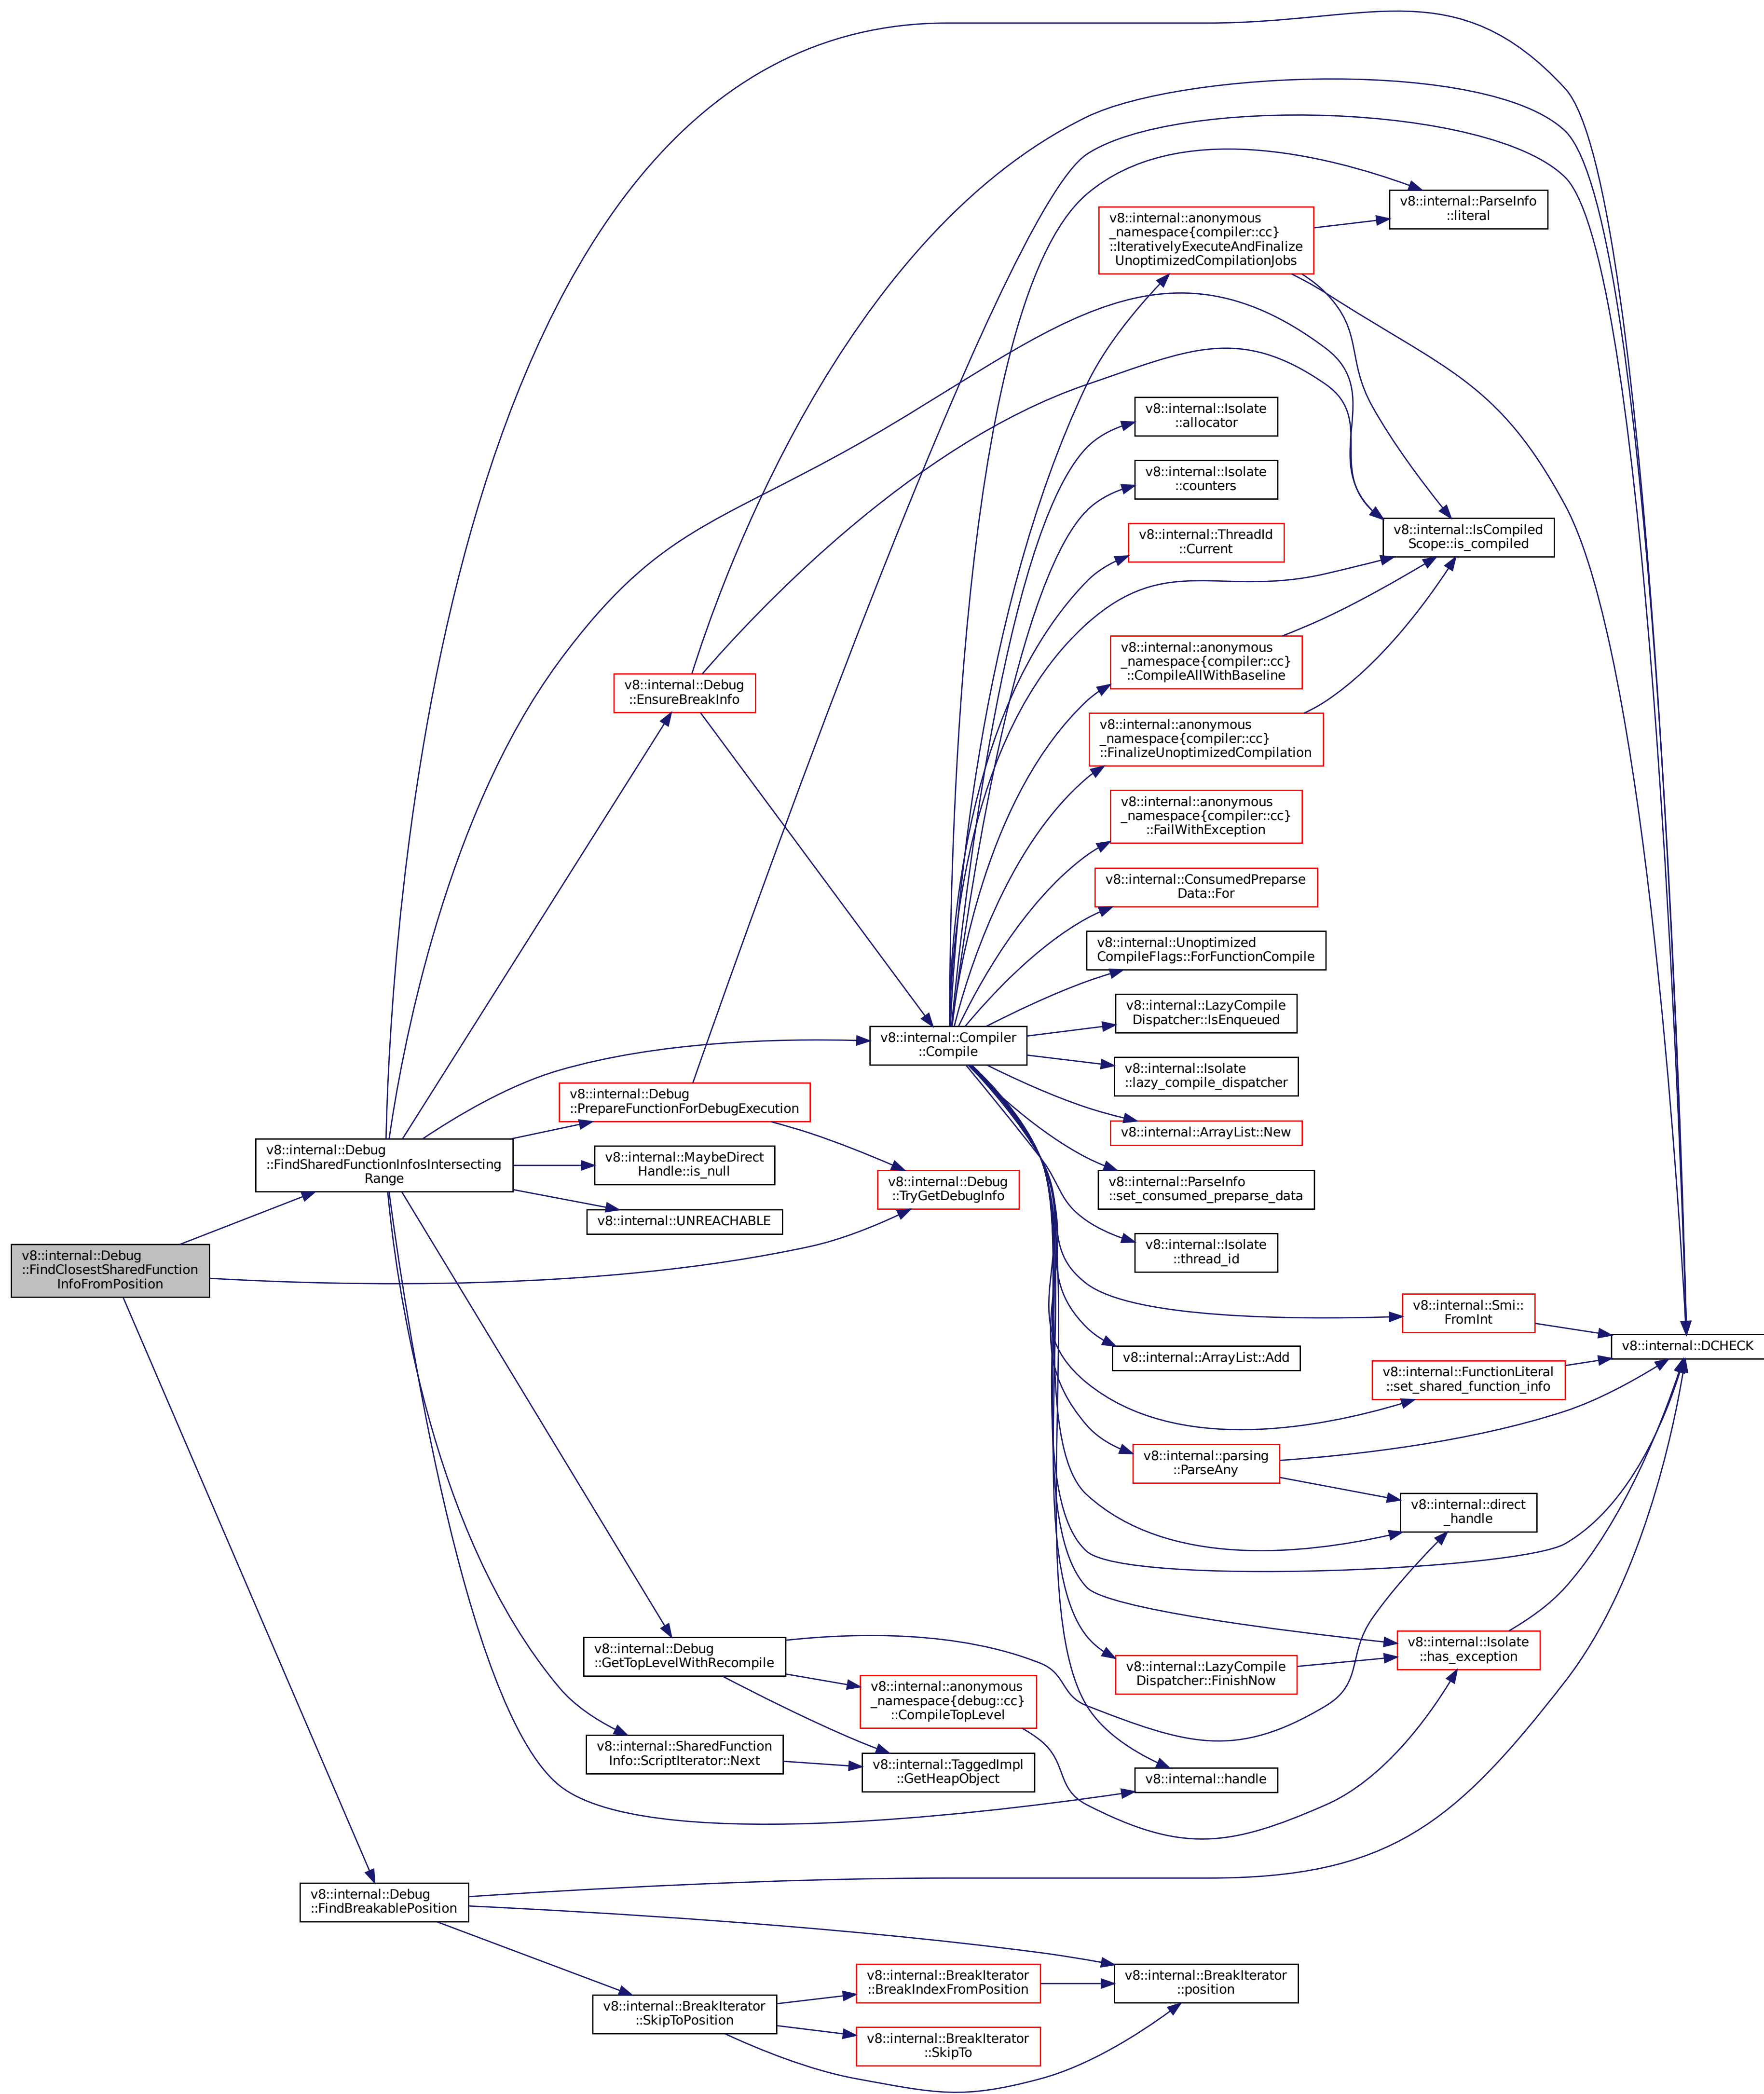 v8::internal::ParseInfo
::literal
v8::internal::anonymous
_namespace{compiler::cc}
::IterativelyExecuteAndFinalize
UnoptimizedCompilationJobs
v8::internal::Isolate
::allocator
v8::internal::Isolate
::counters
v8::internal::ThreadId
::Current
v8::internal::IsCompiled
Scope::is_compiled
v8::internal::anonymous
_namespace{compiler::cc}
::CompileAllWithBaseline
v8::internal::Debug
::EnsureBreakInfo
v8::internal::anonymous
_namespace{compiler::cc}
::FinalizeUnoptimizedCompilation
v8::internal::anonymous
_namespace{compiler::cc}
::FailWithException
v8::internal::ConsumedPreparse
Data::For
v8::internal::Unoptimized
CompileFlags::ForFunctionCompile
v8::internal::LazyCompile
Dispatcher::IsEnqueued
v8::internal::Compiler
::Compile
v8::internal::Isolate
::lazy_compile_dispatcher
v8::internal::Debug
::PrepareFunctionForDebugExecution
v8::internal::ArrayList::New
v8::internal::Debug
::FindSharedFunctionInfosIntersecting
Range
v8::internal::MaybeDirect
Handle::is_null
v8::internal::Debug
::TryGetDebugInfo
v8::internal::ParseInfo
::set_consumed_preparse_data
v8::internal::UNREACHABLE
v8::internal::Isolate
::thread_id
v8::internal::Debug
::FindClosestSharedFunction
InfoFromPosition
v8::internal::Smi::
FromInt
v8::internal::DCHECK
v8::internal::ArrayList::Add
v8::internal::FunctionLiteral
::set_shared_function_info
v8::internal::parsing
::ParseAny
v8::internal::direct
_handle
v8::internal::Debug
::GetTopLevelWithRecompile
v8::internal::Isolate
::has_exception
v8::internal::LazyCompile
Dispatcher::FinishNow
v8::internal::anonymous
_namespace{debug::cc}
::CompileTopLevel
v8::internal::SharedFunction
Info::ScriptIterator::Next
v8::internal::TaggedImpl
::GetHeapObject
v8::internal::handle
v8::internal::Debug
::FindBreakablePosition
v8::internal::BreakIterator
::BreakIndexFromPosition
v8::internal::BreakIterator
::position
v8::internal::BreakIterator
::SkipToPosition
v8::internal::BreakIterator
::SkipTo